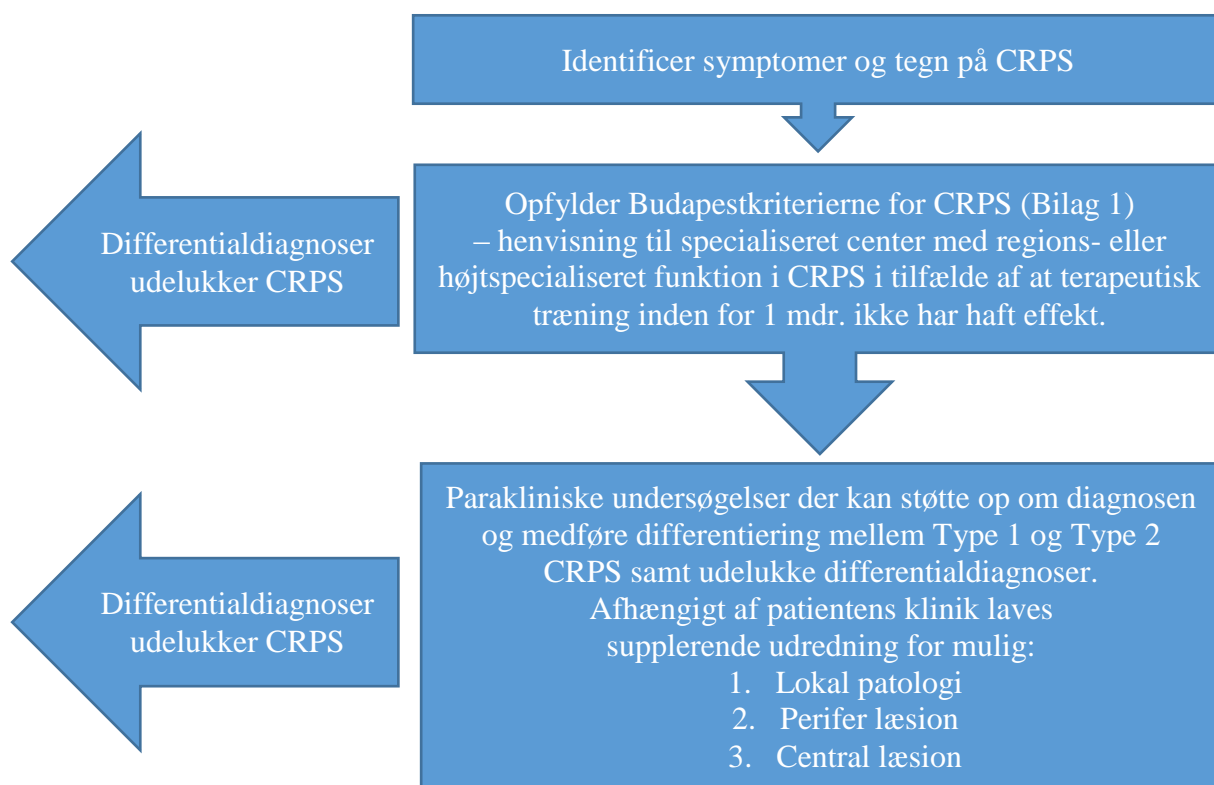 Identificer symptomer og tegn på CRPS
Differentialdiagnoser
udelukker CRPS
Opfylder Budapestkriterierne for CRPS (Bilag 1)
– henvisning til specialiseret center med regions- eller
højtspecialiseret funktion i CRPS i tilfælde af at terapeutisk
træning inden for 1 mdr. ikke har haft effekt.
Differentialdiagnoser
udelukker CRPS
Parakliniske undersøgelser der kan støtte op om diagnosen
og medføre differentiering mellem Type 1 og Type 2
CRPS samt udelukke differentialdiagnoser.
Afhængigt af patientens klinik laves
supplerende udredning for mulig:
1. Lokal patologi
2. Perifer læsion
3. Central læsion